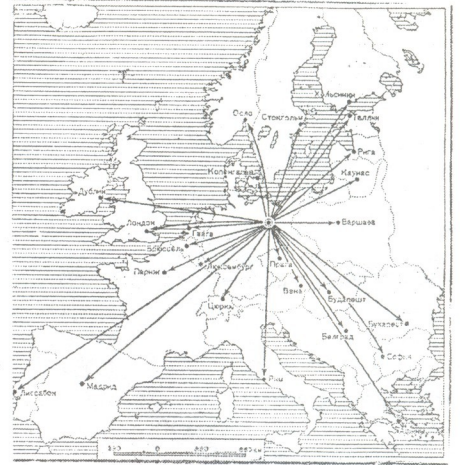 Осло
Стокгольм
Таллин
Рига
Каунас
Копенгаген
Дублин
Лондон
Гаага
Варшава
Брюссель
Люксембург
Париж
Прага
Вена
Будапешт
Цюрих
Бухарест
Белград
София
Рим
Мадрид
Лиссабон